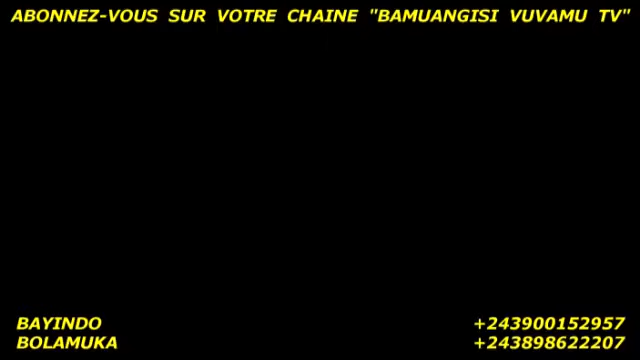 ABONNEZ-VOUS SUR VOTRE CHAINE "BAMUANGISI VUVAMU TV"
BAYINDO +243900152957
BOLAMUKA +243898622207